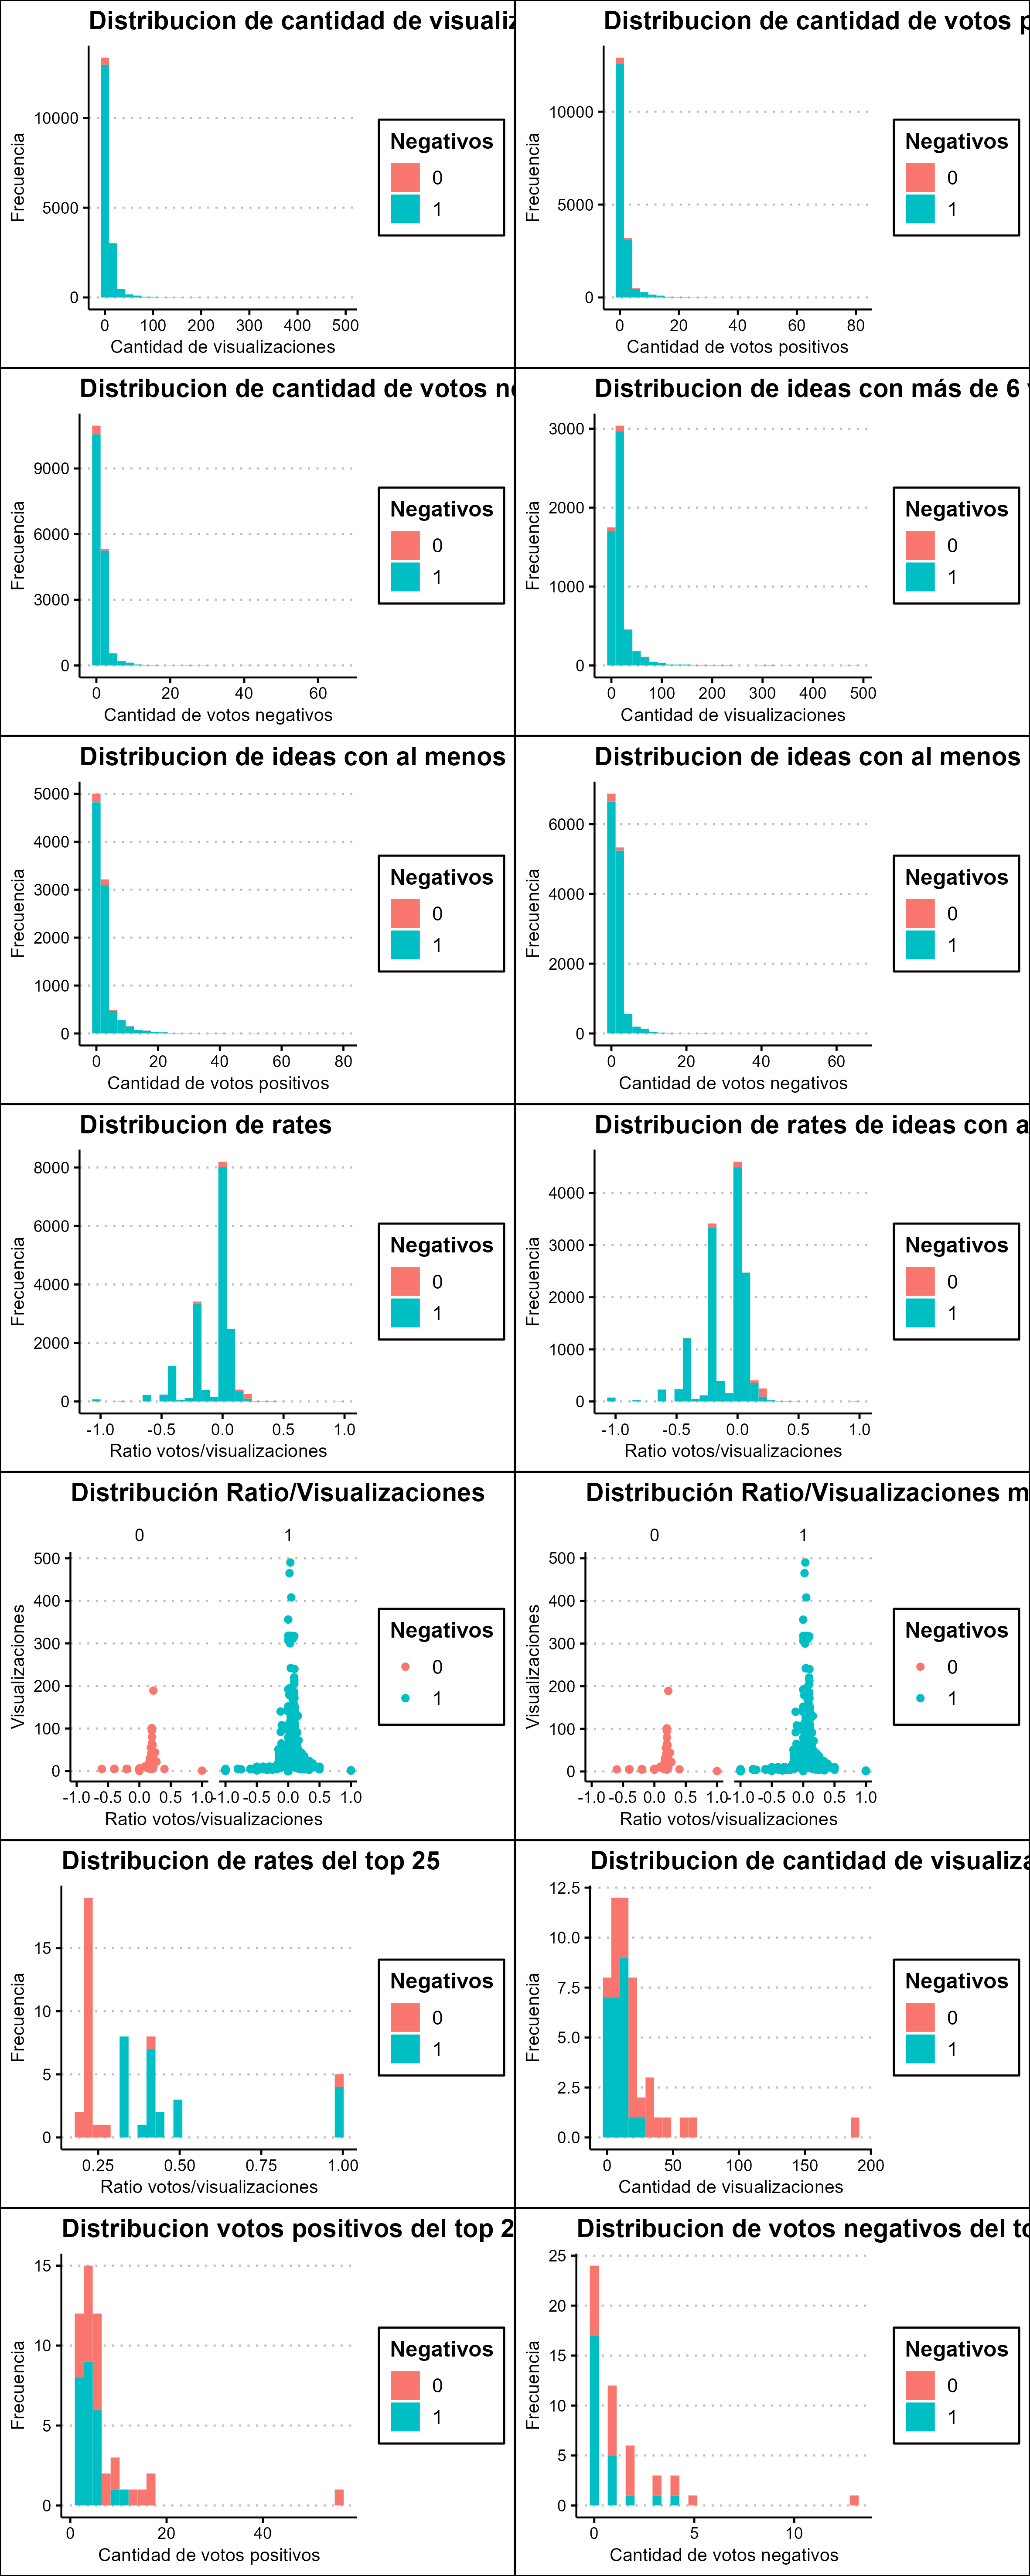 Distribucion de cantidad de visualiz
Frecuencia
10000
5000
0
0 100 200 300 400 500
Cantidad de visualizaciones
Negativos
0
1
Distribucion de cantidad de votos p
Frecuencia
10000
5000
0
0 20 40 60 80
Cantidad de votos positivos
Negativos
0
1
Distribucion de cantidad de votos ne
Frecuencia
9000
6000
3000
0
0 20 40 60
Cantidad de votos negativos
Negativos
0
1
Distribucion de ideas con más de 6
Frecuencia
3000
2000
1000
0
0 100 200 300 400 500
Cantidad de visualizaciones
Negativos
0
1
Distribucion de ideas con al menos
Frecuencia
5000
4000
3000
2000
1000
0
0 20 40 60 80
Cantidad de votos positivos
Negativos
0
1
Distribucion de ideas con al menos
Frecuencia
6000
4000
2000
0
0 20 40 60
Cantidad de votos negativos
Negativos
0
1
Distribucion de rates
Frecuencia
8000
6000
4000
2000
0
-1.0 -0.5 0.0 0.5 1.0
Ratio votos/visualizaciones
Negativos
0
1
Distribucion de rates de ideas con a
Frecuencia
4000
3000
2000
1000
0
-1.0 -0.5 0.0 0.5 1.0
Ratio votos/visualizaciones
Negativos
0
1
Distribución Ratio/Visualizaciones
0 1
Visualizaciones
500
400
300
200
100
0
-1.0 -0.5 0.0 0.5 1.0 -1.0 -0.5 0.0 0.5 1.0
Ratio votos/visualizaciones
Negativos
0
1
Distribución Ratio/Visualizaciones m
0 1
Visualizaciones
500
400
300
200
100
0
-1.0 -0.5 0.0 0.5 1.0 -1.0 -0.5 0.0 0.5 1.0
Ratio votos/visualizaciones
Negativos
0
1
Distribucion de rates del top 25
Frecuencia
15
10
5
0
0.25 0.50 0.75 1.00
Ratio votos/visualizaciones
Negativos
0
1
Distribucion de cantidad de visualiza
Frecuencia
12.5
10.0
7.5
5.0
2.5
0.0
0 50 100 150 200
Cantidad de visualizaciones
Negativos
0
1
Distribucion votos positivos del top 2
Frecuencia
15
10
5
0
0 20 40
Cantidad de votos positivos
Negativos
0
1
Distribucion de votos negativos del to
Frecuencia
25
20
15
10
5
0
0 5 10
Cantidad de votos negativos
Negativos
0
1